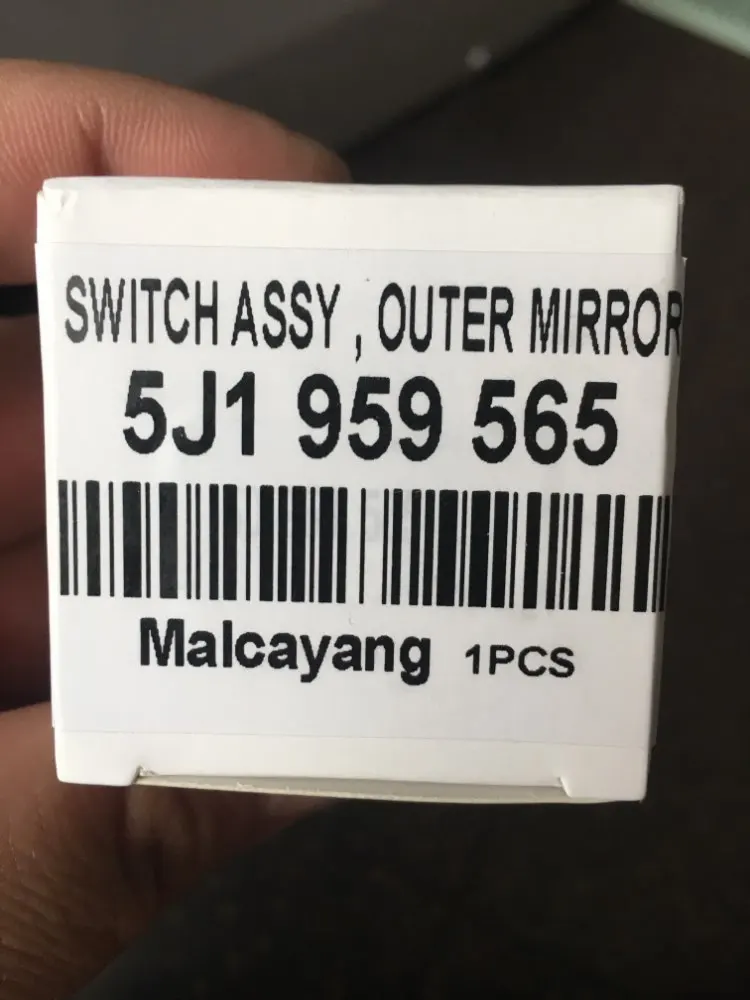 SWITCH ASSY , OUTER MIRROR
5J1 959 565
Malcayang 1PCS